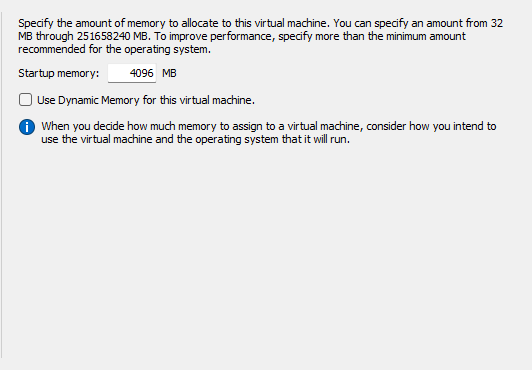 Specify the amount of memory to allocate to this virtual machine. You can specify an amount from 32
MB through 251658240 MB. To improve performance, specify more than the minimum amount
recommended for the operating system.
Startup memory: 4096 MB
Use Dynamic Memory for this virtual machine.
When you decide how much memory to assign to a virtual machine, consider how you intend to
use the virtual machine and the operating system that it will run.